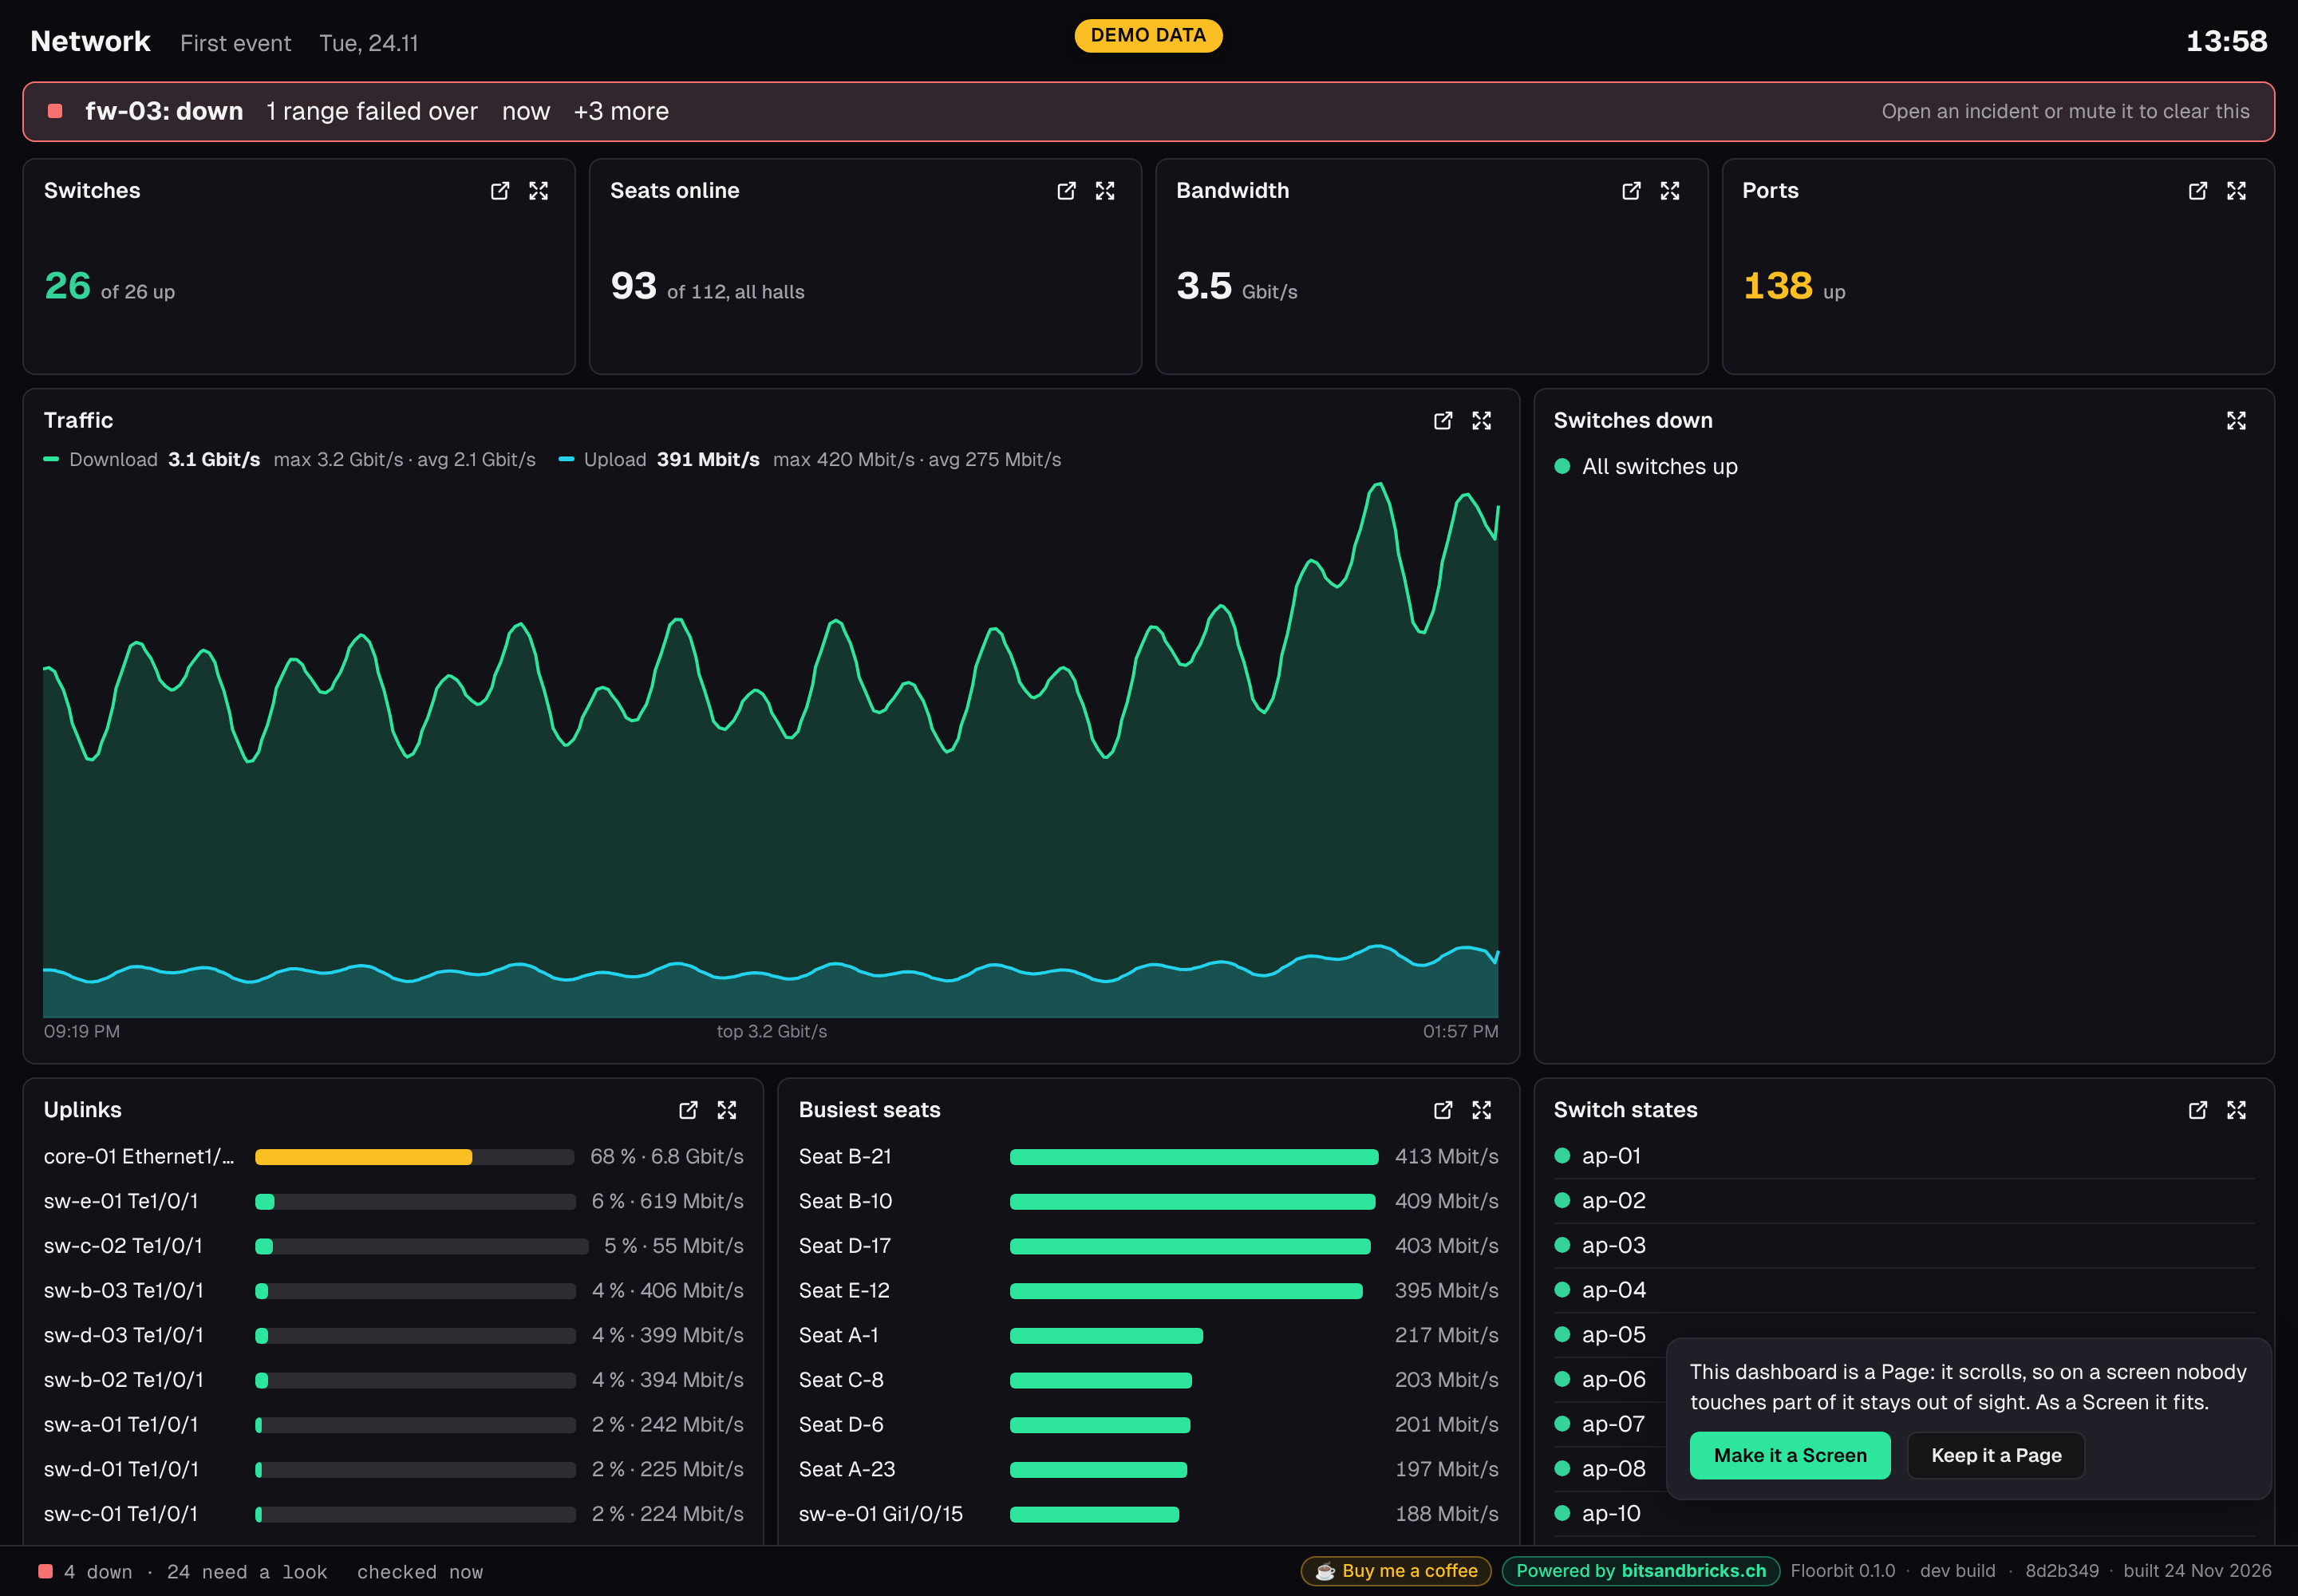 Network First event Tue, 24.11 DEMO DATA 13:58
fw-03: down 1 range failed over now +3 more Open an incident or mute it to clear this
Switches
26 of 26 up
Seats online
93 of 112, all halls
Bandwidth
3.5 Gbit/s
Ports
138 up
Traffic
Download 3.1 Gbit/s max 3.2 Gbit/s · avg 2.1 Gbit/s Upload 391 Mbit/s max 420 Mbit/s · avg 275 Mbit/s
09:19 PM top 3.2 Gbit/s 01:57 PM
Switches down
All switches up
Uplinks
core-01 Ethernet1/… 68 % · 6.8 Gbit/s
sw-e-01 Te1/0/1 6 % · 619 Mbit/s
sw-c-02 Te1/0/1 5 % · 55 Mbit/s
sw-b-03 Te1/0/1 4 % · 406 Mbit/s
sw-d-03 Te1/0/1 4 % · 399 Mbit/s
sw-b-02 Te1/0/1 4 % · 394 Mbit/s
sw-a-01 Te1/0/1 2 % · 242 Mbit/s
sw-d-01 Te1/0/1 2 % · 225 Mbit/s
sw-c-01 Te1/0/1 2 % · 224 Mbit/s
Busiest seats
Seat B-21 413 Mbit/s
Seat B-10 409 Mbit/s
Seat D-17 403 Mbit/s
Seat E-12 395 Mbit/s
Seat A-1 217 Mbit/s
Seat C-8 203 Mbit/s
Seat D-6 201 Mbit/s
Seat A-23 197 Mbit/s
sw-e-01 Gi1/0/15 188 Mbit/s
Switch states
ap-01
ap-02
ap-03
ap-04
ap-05
ap-06
ap-07
ap-08
ap-10
This dashboard is a Page: it scrolls, so on a screen nobody
touches part of it stays out of sight. As a Screen it fits.
Make it a Screen Keep it a Page
4 down · 24 need a look checked now ☕ Buy me a coffee Powered by bitsandbricks.ch Floorbit 0.1.0 · dev build · 8d2b349 · built 24 Nov 2026